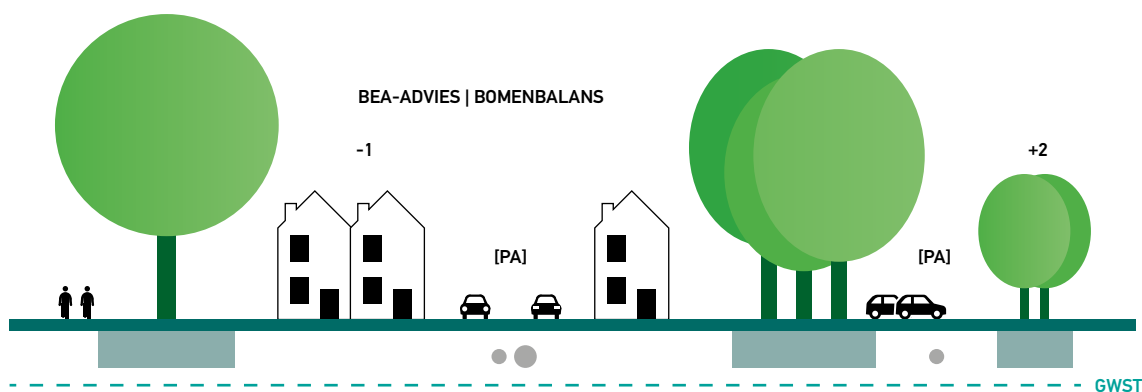 BEA-ADVIES | BOMENBALANS
-1
+2
[PA]
[PA]
GWST